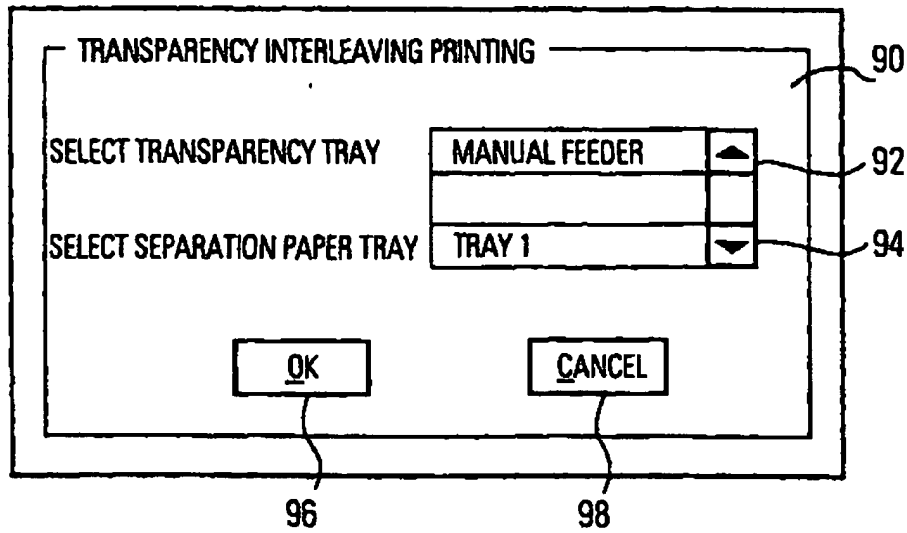 TRANSPARENCY INTERLEAVING PRINTING
90
SELECT TRANSPARENCY TRAY MANUAL FEEDER
92
SELECT SEPARATION PAPER TRAY TRAY 1
94
OK CANCEL
96 98